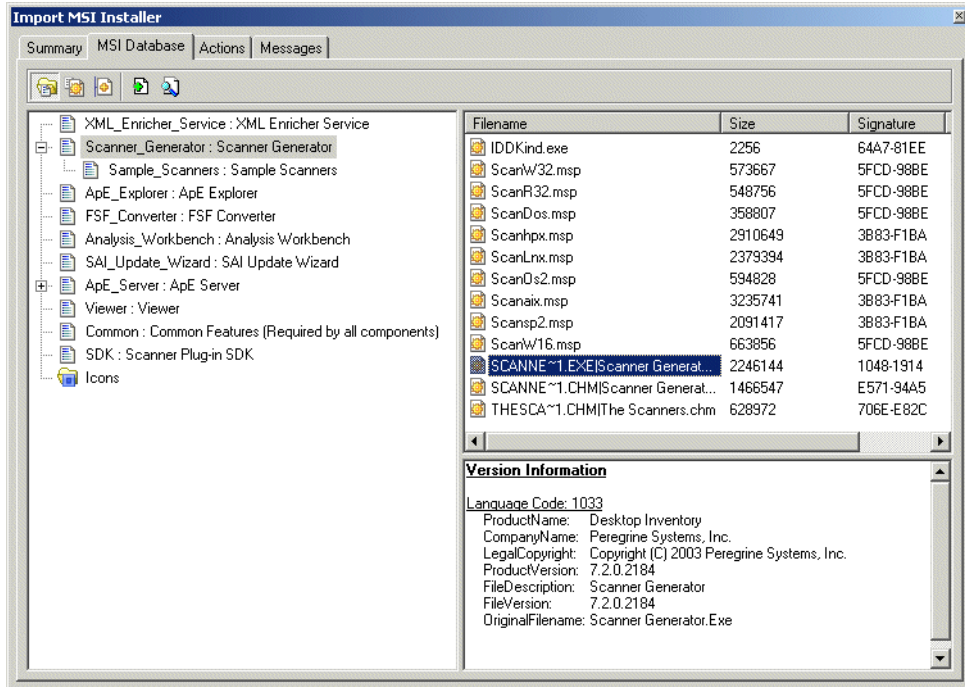 Import MSI Installer
Summary MSI Database Actions Messages
XML_Enricher_Service : XML Enricher Service
Scanner_Generator : Scanner Generator
Sample_Scanners : Sample Scanners
ApE_Explorer : ApE Explorer
FSF_Converter : FSF Converter
Analysis_Workbench : Analysis Workbench
SAI_Update_Wizard : SAI Update Wizard
ApE_Server : ApE Server
Viewer : Viewer
Common : Common Features (Required by all components)
SDK : Scanner Plug-in SDK
Icons
Filename Size Signature
IDDKind.exe 2256 64A7-81EE
ScanW32.msp 573667 5FCD-98BE
ScanR32.msp 548756 5FCD-98BE
ScanDos.msp 358807 5FCD-98BE
Scanhpx.msp 2910649 3B83-F1BA
ScanLnx.msp 2379394 3B83-F1BA
ScanOs2.msp 594828 5FCD-98BE
Scanaix.msp 3235741 3B83-F1BA
Scansp2.msp 2091417 3B83-F1BA
ScanW16.msp 663856 5FCD-98BE
SCANNE~1.EXE|Scanner Generat... 2246144 1048-1914
SCANNE~1.CHM|Scanner Generat... 1466547 E571-94A5
THESCA~1.CHM|The Scanners.chm 628972 706E-E82C
Version Information
Language Code: 1033
ProductName: Desktop Inventory
CompanyName: Peregrine Systems, Inc.
LegalCopyright: Copyright (C) 2003 Peregrine Systems, Inc.
ProductVersion: 7.2.0.2184
FileDescription: Scanner Generator
FileVersion: 7.2.0.2184
OriginalFilename: Scanner Generator.Exe